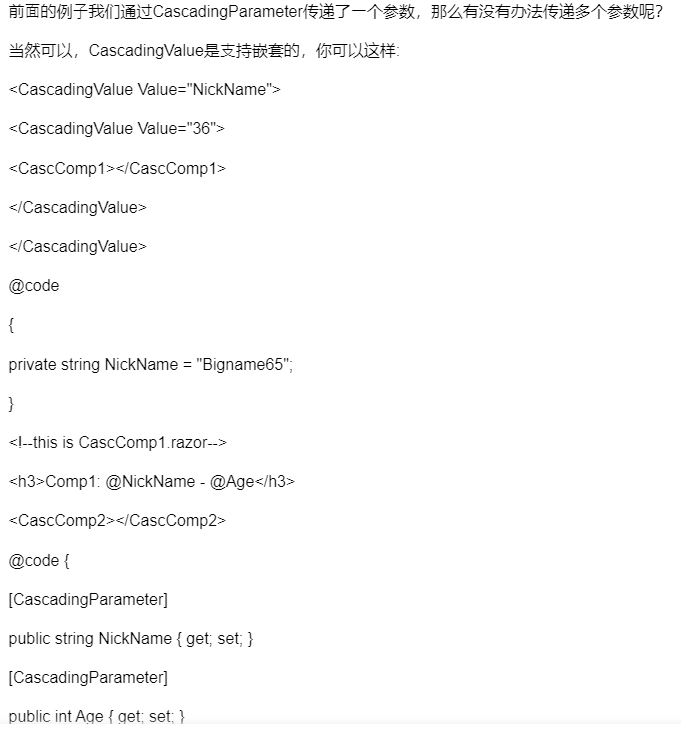 前面的例子我们通过CascadingParameter传递了一个参数，那么有没有办法传递多个参数呢?
当然可以，CascadingValue是支持嵌套的，你可以这样:
<CascadingValue Value="NickName">
<CascadingValue Value="36">
<CascComp1></CascComp1>
</CascadingValue>
</CascadingValue>
@code
{
private string NickName = "Bigname65";
}
<!--this is CascComp1.razor-->
<h3>Comp1: @NickName - @Age</h3>
<CascComp2></CascComp2>
@code {
[CascadingParameter]
public string NickName { get; set; }
[CascadingParameter]
public int Age { get; set; }